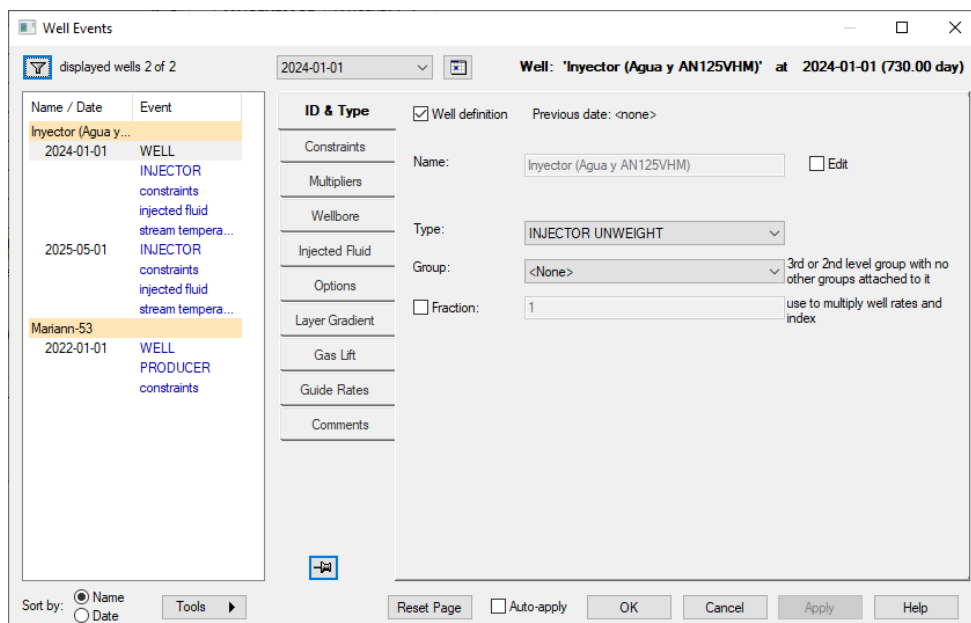 Well Events
displayed wells 2 of 2
2024-01-01
Well: 'Inyector (Agua y AN125VHM)' at 2024-01-01 (730.00 day)
Name / Date Event
Inyector (Agua y...
2024-01-01 WELL
INJECTOR
constraints
injected fluid
stream tempera...
2025-05-01 INJECTOR
constraints
injected fluid
stream tempera...
Mariann-53
2022-01-01 WELL
PRODUCER
constraints
ID & Type
Constraints
Multipliers
Wellbore
Injected Fluid
Options
Layer Gradient
Gas Lift
Guide Rates
Comments
Well definition Previous date: <none>
Name: Inyector (Agua y AN125VHM) Edit
Type: INJECTOR UNWEIGHT
Group: <None> 3rd or 2nd level group with no
other groups attached to it
Fraction: 1 use to multiply well rates and
index
Sort by: Name
Date
Tools
Reset Page Auto-apply OK Cancel Apply Help